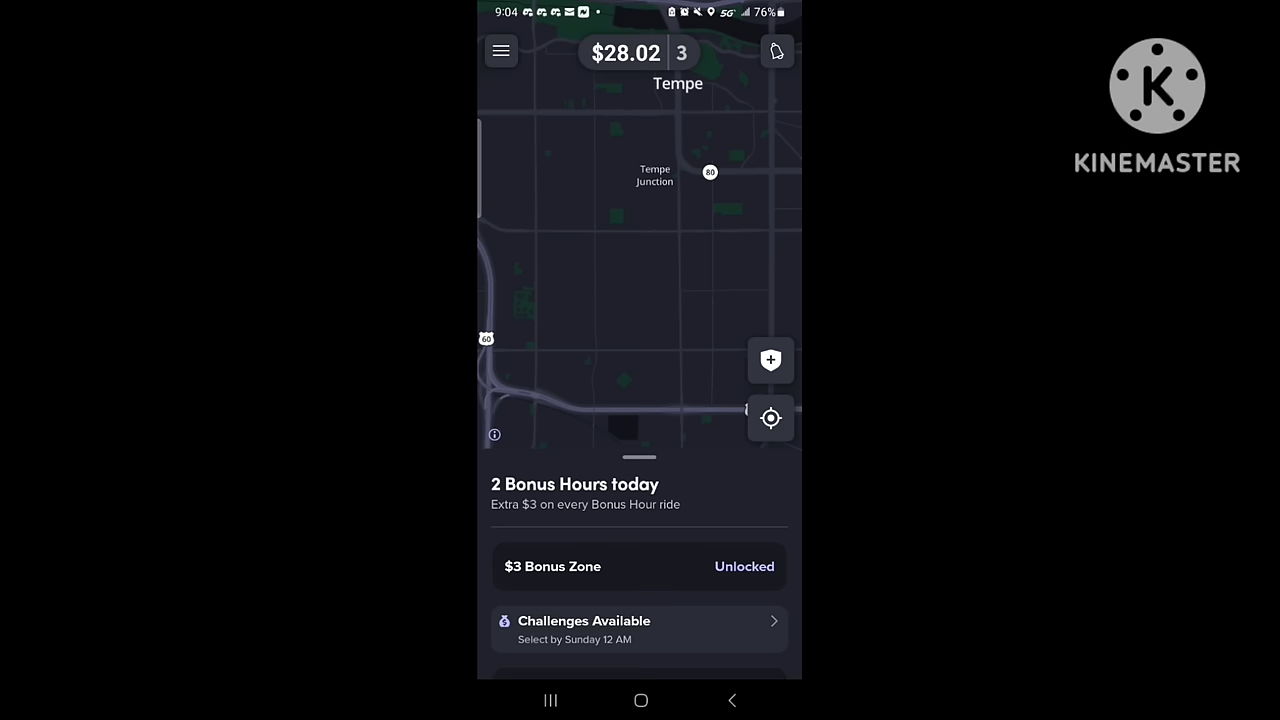 9:04 5G 76%
$28.02 3
Tempe
Tempe
Junction
80
60
2 Bonus Hours today
Extra $3 on every Bonus Hour ride
$3 Bonus Zone Unlocked
$ Challenges Available
Select by Sunday 12 AM
K
KINEMASTER